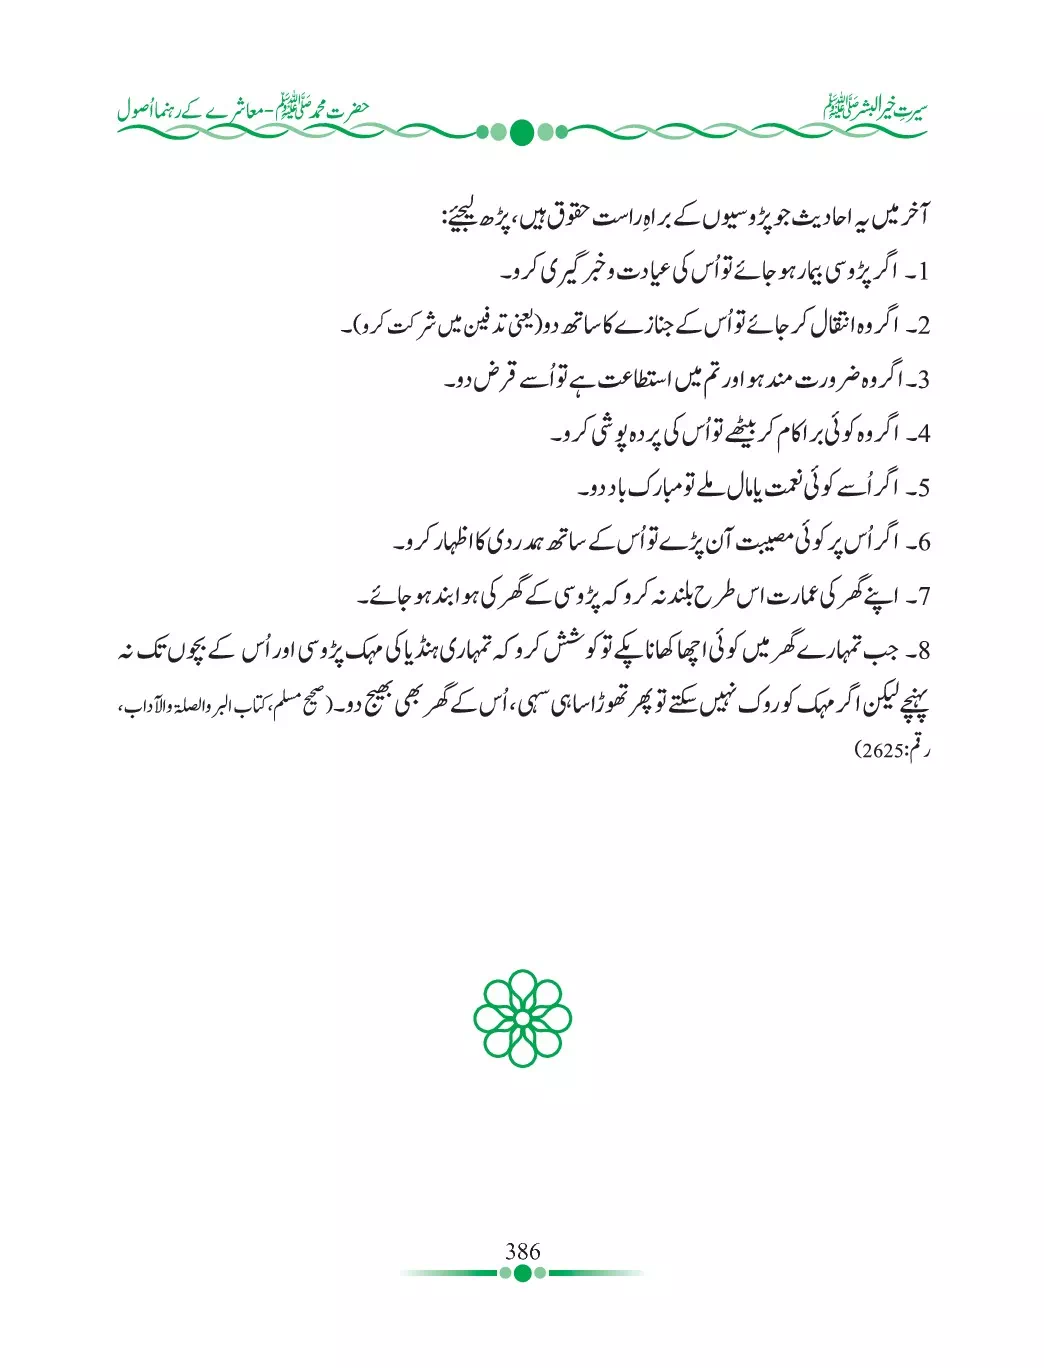 سیرتِ خیر البشر ﷺ
حضرت محمد ﷺ - معاشرے کے رہنما اُصول
آخر میں یہ احادیث جو پڑوسیوں کے براہِ راست حقوق ہیں، پڑھ لیجیئے:
1۔ اگر پڑوسی بیمار ہو جائے تو اُس کی عیادت و خبر گیری کرو۔
2۔ اگر وہ انتقال کر جائے تو اُس کے جنازے کا ساتھ دو (یعنی تدفین میں شرکت کرو)۔
3۔ اگر وہ ضرورت مند ہو اور تم میں استطاعت ہے تو اُسے قرض دو۔
4۔ اگر وہ کوئی برا کام کر بیٹھے تو اُس کی پردہ پوشی کرو۔
5۔ اگر اُسے کوئی نعمت یا مال ملے تو مبارک باد دو۔
6۔ اگر اُس پر کوئی مصیبت آن پڑے تو اُس کے ساتھ ہمدردی کا اظہار کرو۔
7۔ اپنے گھر کی عمارت اس طرح بلند نہ کرو کہ پڑوسی کے گھر کی ہوا بند ہو جائے۔
8۔ جب تمہارے گھر میں کوئی اچھا کھانا پکے تو کوشش کرو کہ تمہاری ہنڈیا کی مہک پڑوسی اور اُس کے بچوں تک نہ
پہنچے لیکن اگر مہک کو روک نہیں سکتے تو پھر تھوڑا سا ہی سہی، اُس کے گھر بھی بھیج دو۔ (صحیح مسلم، کتاب البر والصلۃ والآداب،
رقم: 2625)
386